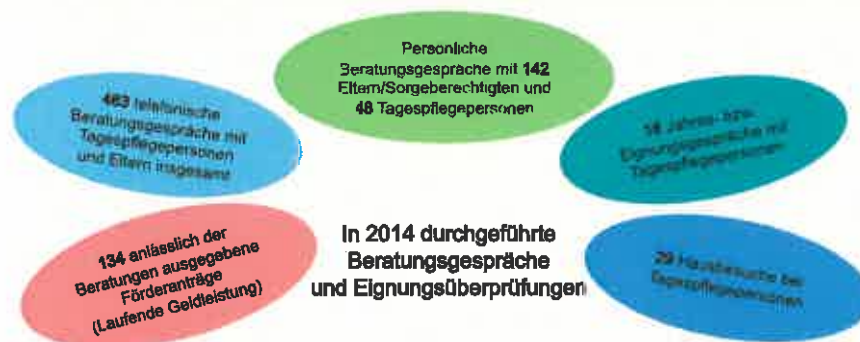 Persönliche
Beratungsgespräche mit 142
Eltern/Sorgeberechtigten und
48 Tagespflegepersonen
463 telefonische
Beratungsgespräche mit
Tagespflegepersonen
und Eltern insgesamt
Jahres- bzw.
Eignungsgespräche mit
Tagespflegepersonen
134 anlässlich der
Beratungen ausgegebene
Förderanträge
(Laufende Geldleistung)
In 2014 durchgeführte
Beratungsgespräche
und Eignungsüberprüfungen
29 Hausbesuche bei
Tagespflegepersonen